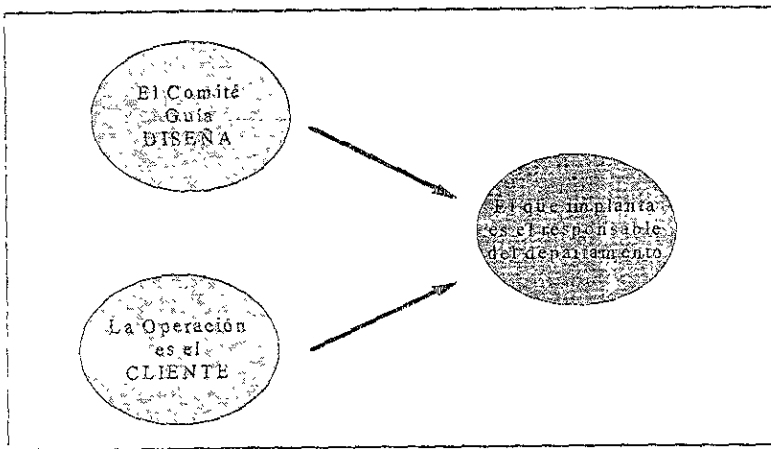 El Comité
Guía
DISEÑA
El que implanta
es el responsable
del departamento
La Operación
es el
CLIENTE